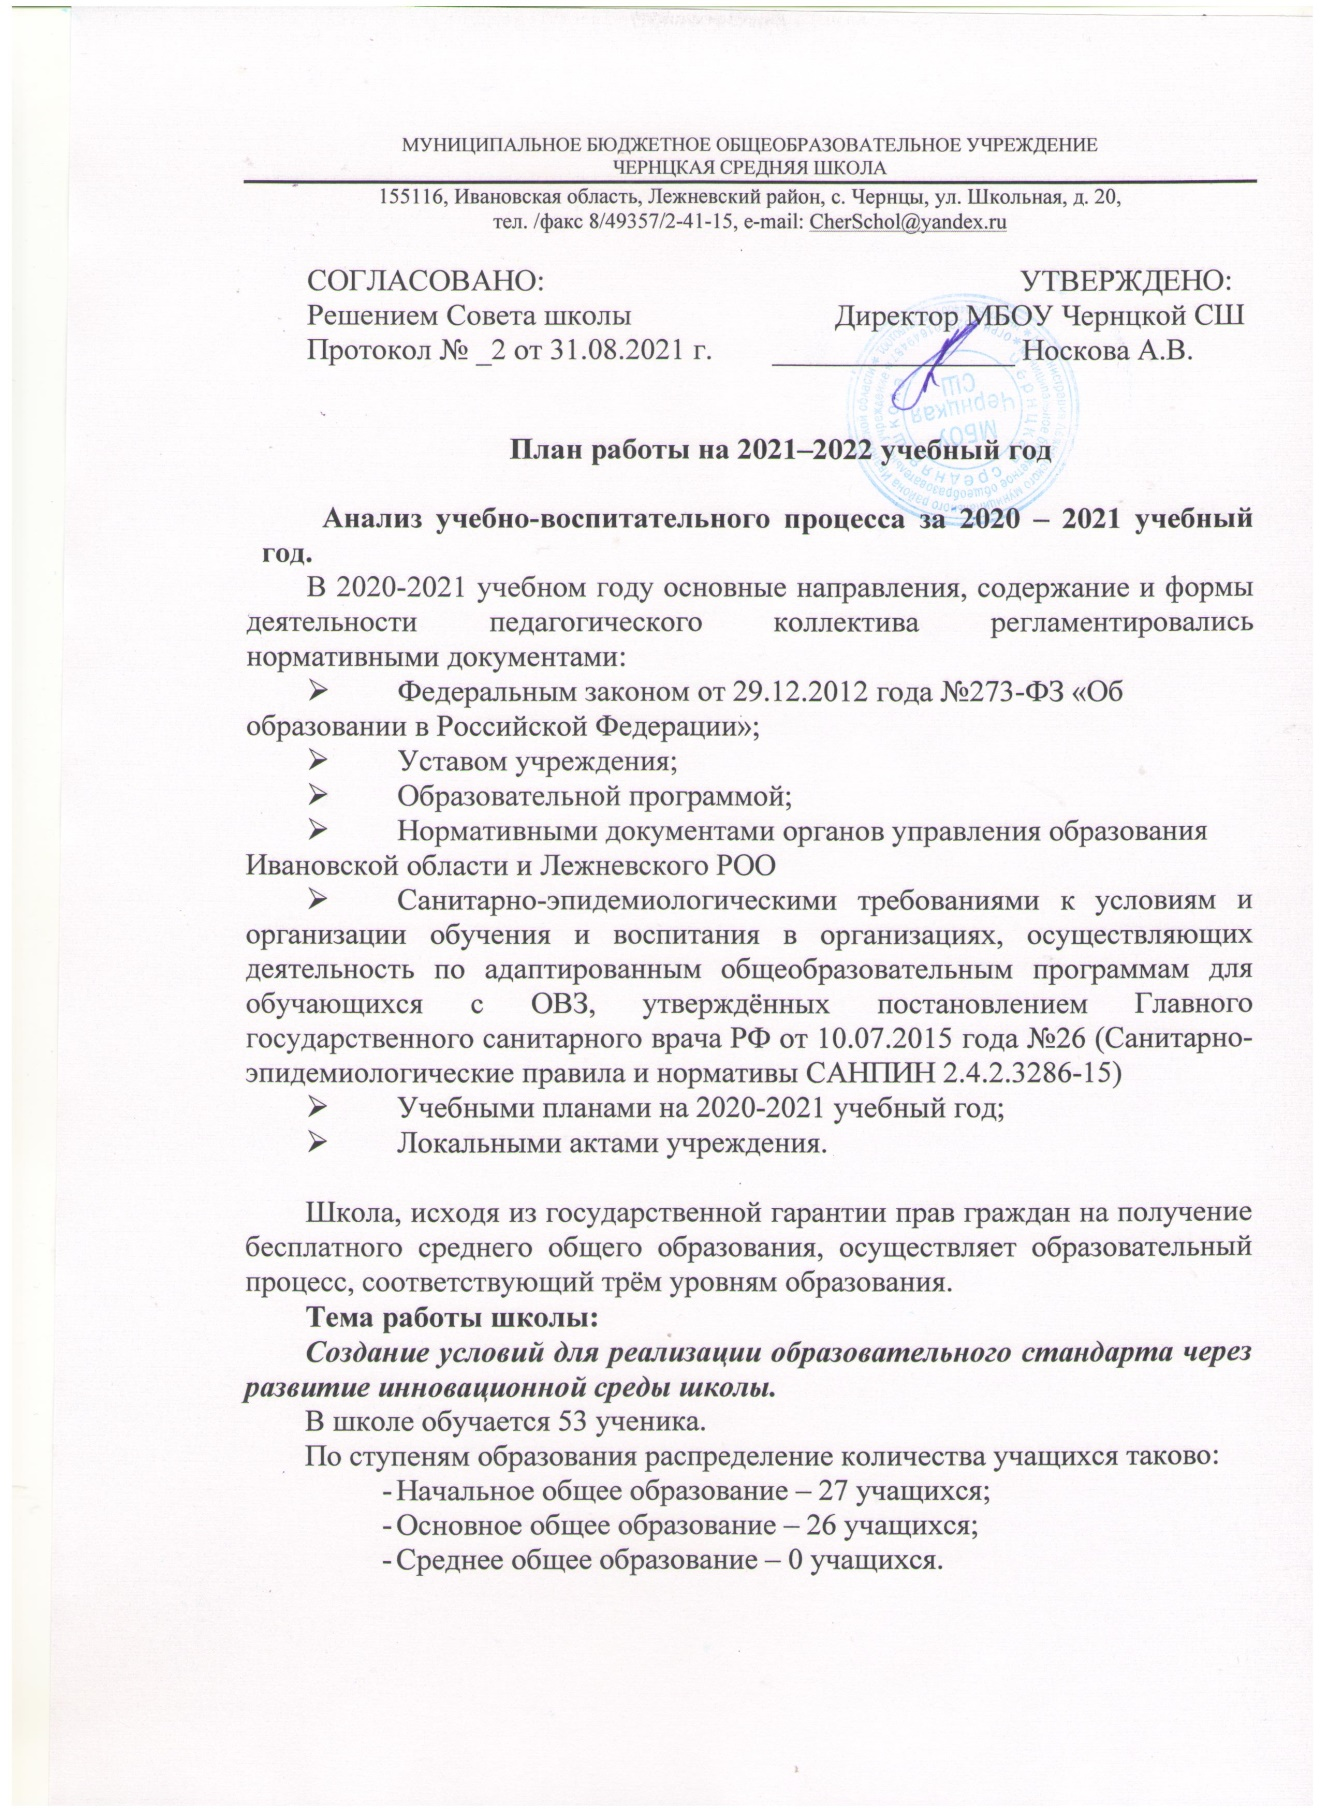 МУНИЦИПАЛЬНОЕ БЮДЖЕТНОЕ ОБЩЕОБРАЗОВАТЕЛЬНОЕ УЧРЕЖДЕНИЕ
ЧЕРНЦКАЯ СРЕДНЯЯ ШКОЛА
155116, Ивановская область, Лежневский район, с. Чернцы, ул. Школьная, д. 20,
тел. /факс 8/49357/2-41-15, e-mail: CherSchol@yandex.ru
СОГЛАСОВАНО: УТВЕРЖДЕНО:
Решением Совета школы Директор МБОУ Чернцкой СШ
Протокол № _2 от 31.08.2021 г. ________________ Носкова А.В.
МБОУ
Чернцкая
СШ
План работы на 2021–2022 учебный год
Анализ учебно-воспитательного процесса за 2020 – 2021 учебный
год.
В 2020-2021 учебном году основные направления, содержание и формы
деятельности педагогического коллектива регламентировались
нормативными документами:
➢ Федеральным законом от 29.12.2012 года №273-ФЗ «Об
образовании в Российской Федерации»;
➢ Уставом учреждения;
➢ Образовательной программой;
➢ Нормативными документами органов управления образования
Ивановской области и Лежневского РОО
➢ Санитарно-эпидемиологическими требованиями к условиям и
организации обучения и воспитания в организациях, осуществляющих
деятельность по адаптированным общеобразовательным программам для
обучающихся с ОВЗ, утверждённых постановлением Главного
государственного санитарного врача РФ от 10.07.2015 года №26 (Санитарно-
эпидемиологические правила и нормативы САНПИН 2.4.2.3286-15)
➢ Учебными планами на 2020-2021 учебный год;
➢ Локальными актами учреждения.
Школа, исходя из государственной гарантии прав граждан на получение
бесплатного среднего общего образования, осуществляет образовательный
процесс, соответствующий трём уровням образования.
Тема работы школы:
Создание условий для реализации образовательного стандарта через
развитие инновационной среды школы.
В школе обучается 53 ученика.
По ступеням образования распределение количества учащихся таково:
- Начальное общее образование – 27 учащихся;
- Основное общее образование – 26 учащихся;
- Среднее общее образование – 0 учащихся.